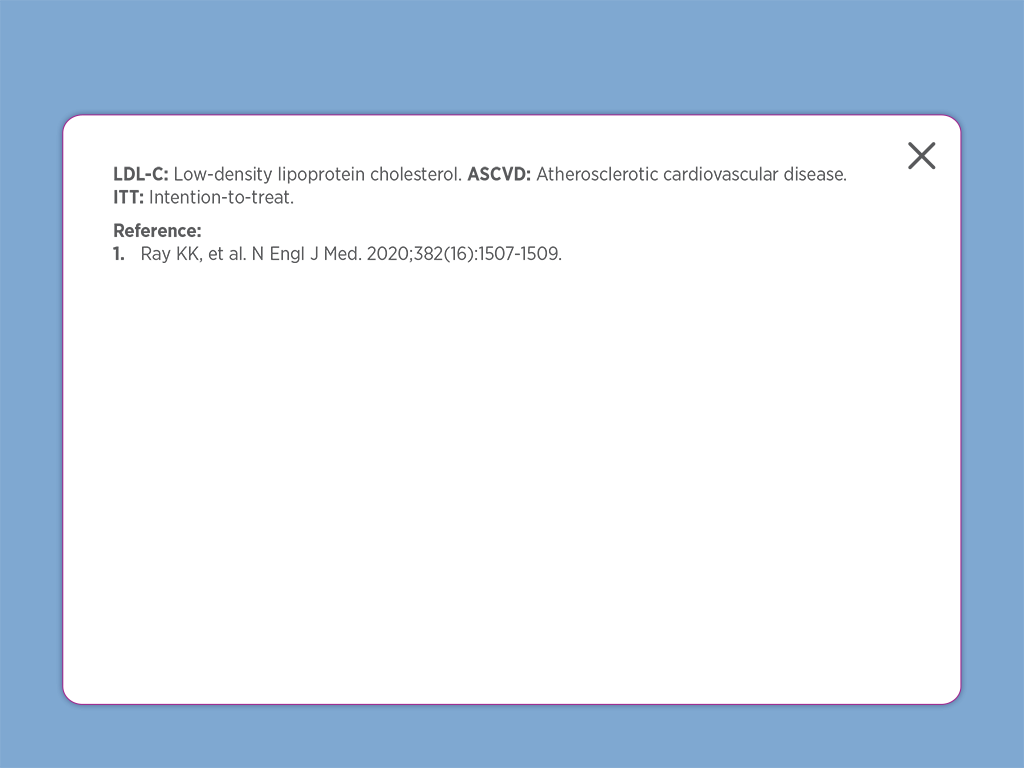 LDL-C: Low-density lipoprotein cholesterol. ASCVD: Atherosclerotic cardiovascular disease.
ITT: Intention-to-treat.
Reference:
1. Ray KK, et al. N Engl J Med. 2020;382(16):1507-1509.